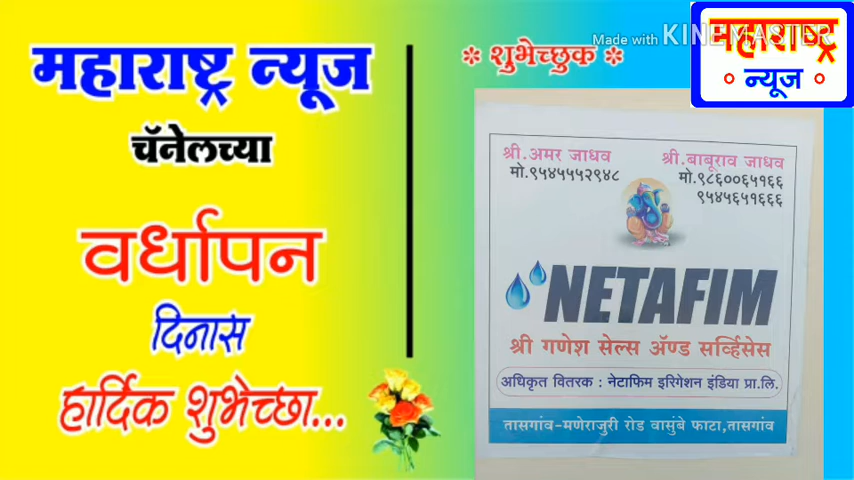 महाराष्ट्र न्यूज
चॅनेलच्या
वर्धापन
दिनास
हार्दिक शुभेच्छा...
* शुभेच्छुक *
Made with KINEMASTER
महाराष्ट्र
न्यूज
श्री.अमर जाधव
मो.९५४५५५२९४८
श्री.बाबूराव जाधव
मो.९८६००६५१६६
९५४५६५१६६६
NETAFIM
श्री गणेश सेल्स ॲण्ड सर्व्हिसेस
अधिकृत वितरक : नेटाफिम इरिगेशन इंडिया प्रा.लि.
तासगांव-मणेराजुरी रोड वासुंबे फाटा,तासगांव